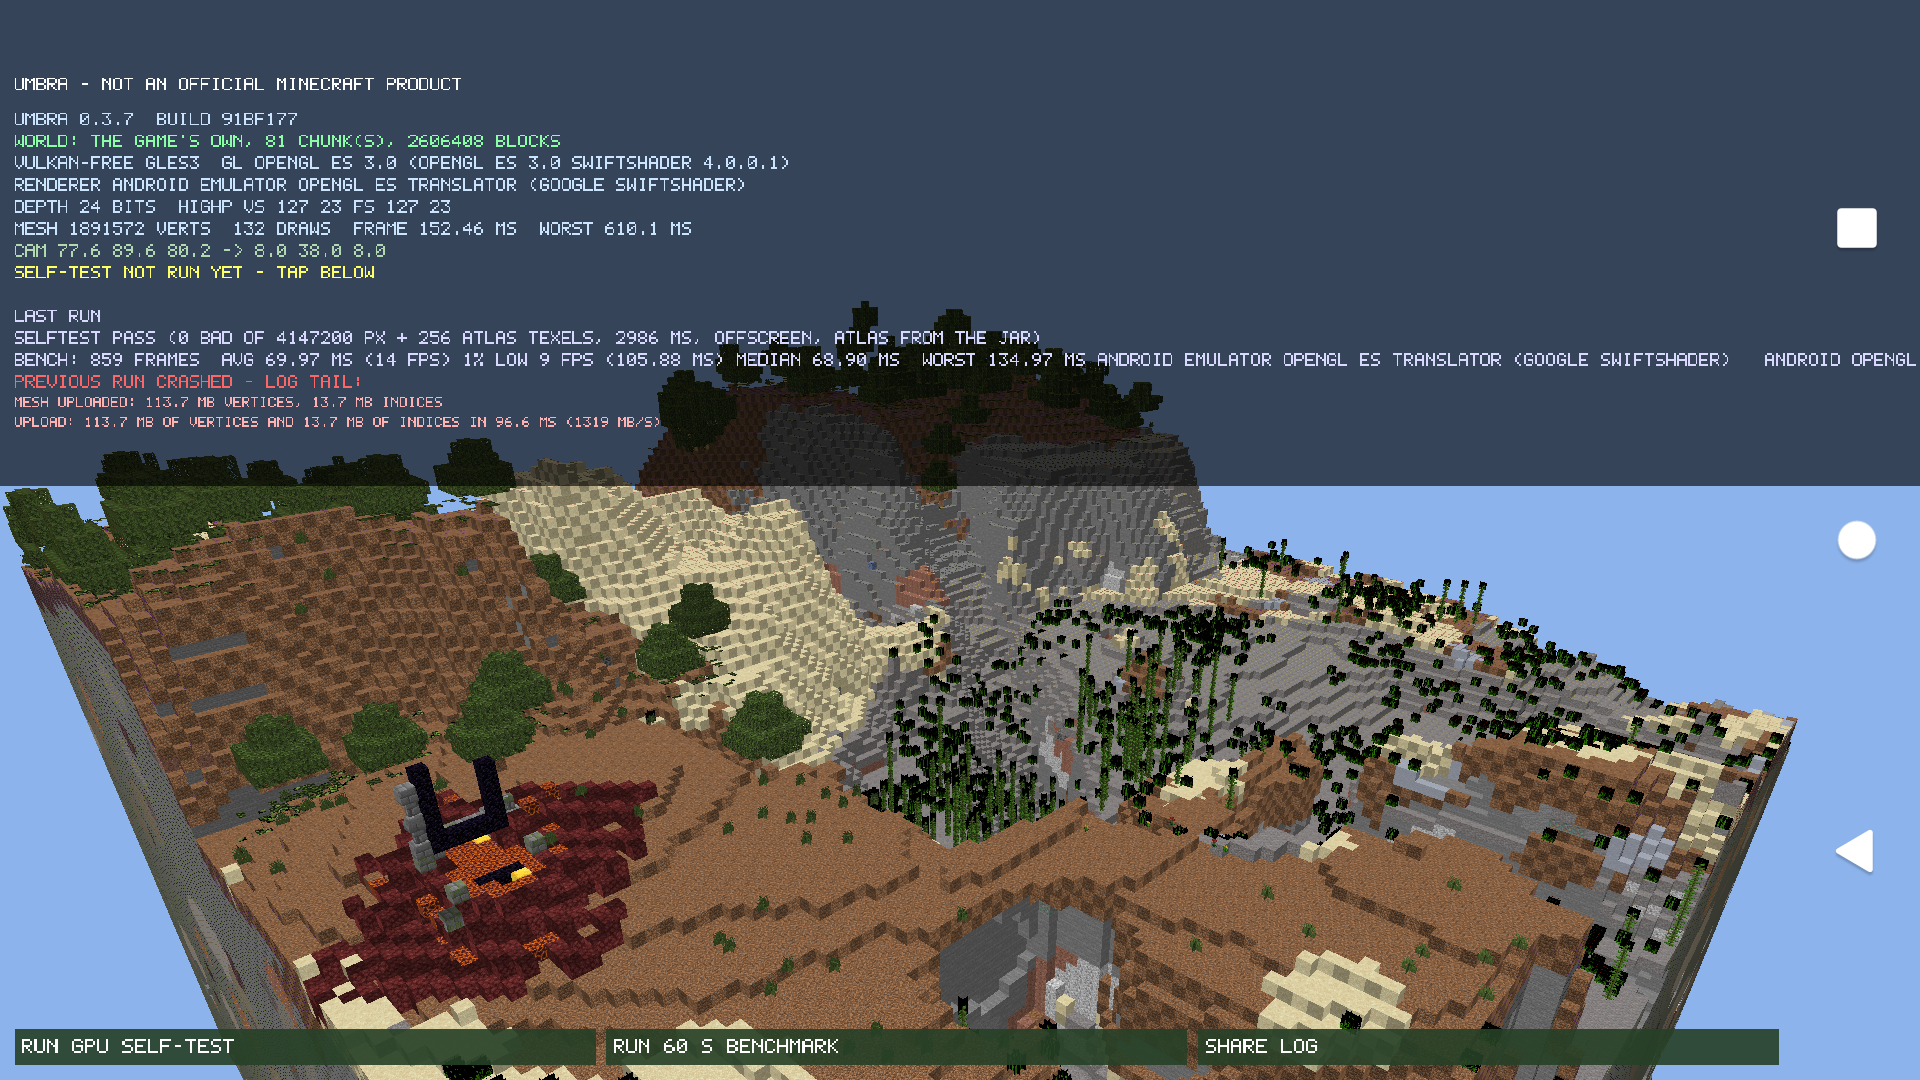 UMBRA - NOT AN OFFICIAL MINECRAFT PRODUCT
UMBRA 0.3.7 BUILD 91BF177
WORLD: THE GAME'S OWN, 81 CHUNK(S), 2606408 BLOCKS
VULKAN-FREE GLES3 GL OPENGL ES 3.0 (OPENGL ES 3.0 SWIFTSHADER 4.0.0.1)
RENDERER ANDROID EMULATOR OPENGL ES TRANSLATOR (GOOGLE SWIFTSHADER)
DEPTH 24 BITS HIGHP VS 127 23 FS 127 23
MESH 1891572 VERTS 132 DRAWS FRAME 152.46 MS WORST 610.1 MS
CAM 77.6 89.6 80.2 -> 8.0 38.0 8.0
SELF-TEST NOT RUN YET - TAP BELOW
LAST RUN
SELFTEST PASS (0 BAD OF 4147200 PX + 256 ATLAS TEXELS, 2986 MS, OFFSCREEN, ATLAS FROM THE JAR)
BENCH: 859 FRAMES AVG 69.97 MS (14 FPS) 1% LOW 9 FPS (105.88 MS) MEDIAN 68.90 MS WORST 134.97 MS ANDROID EMULATOR OPENGL ES TRANSLATOR (GOOGLE SWIFTSHADER) ANDROID OPENGL
PREVIOUS RUN CRASHED - LOG TAIL:
MESH UPLOADED: 113.7 MB VERTICES, 13.7 MB INDICES
UPLOAD: 113.7 MB OF VERTICES AND 13.7 MB OF INDICES IN 96.6 MS (1319 MB/S)
RUN GPU SELF-TEST
RUN 60 S BENCHMARK
SHARE LOG